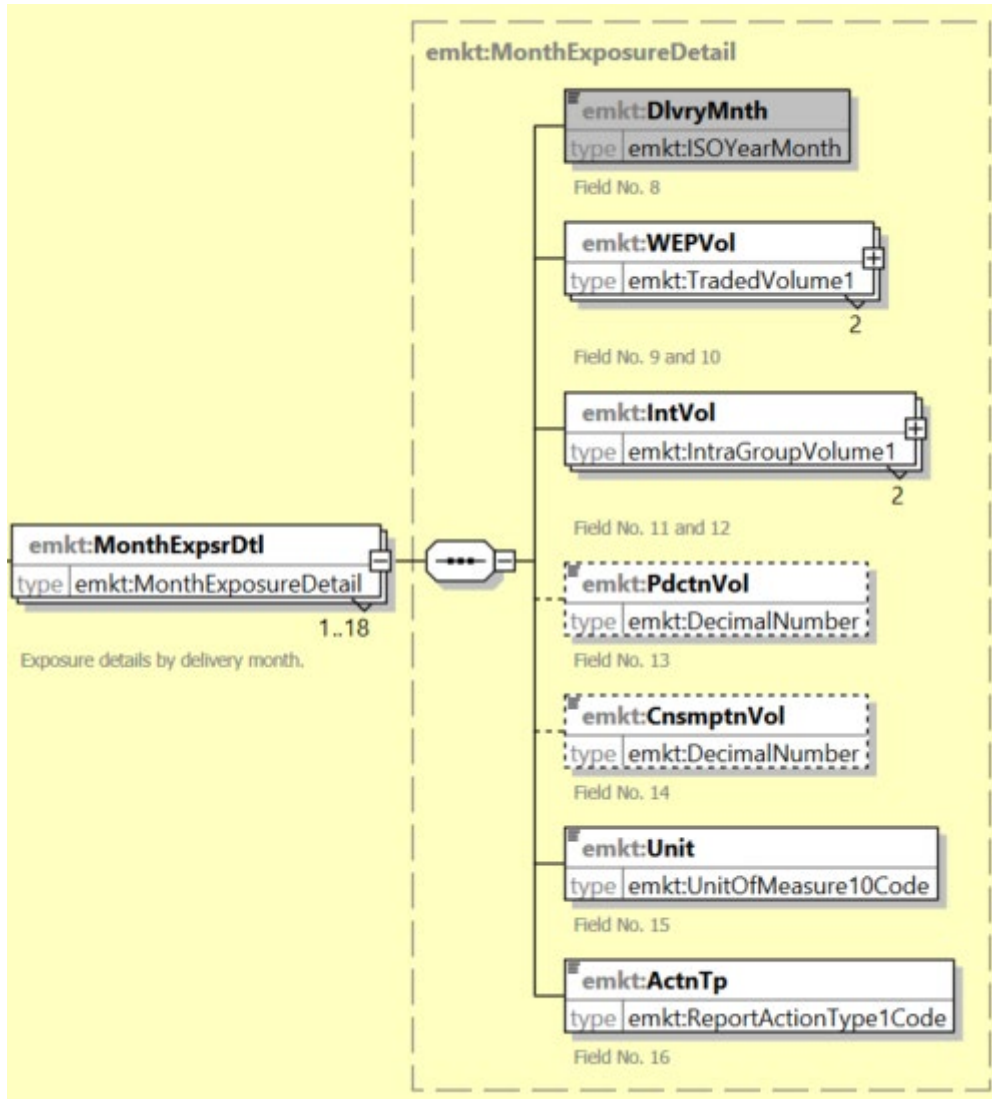 emkt:MonthExposureDetail
emkt:DlvryMnth
type emkt:ISOYearMonth
Field No. 8
emkt:WEPVol
type emkt:TradedVolume1
2
Field No. 9 and 10
emkt:IntVol
type emkt:IntraGroupVolume1
2
Field No. 11 and 12
emkt:MonthExpsrDtl
type emkt:MonthExposureDetail
1..18
Exposure details by delivery month.
emkt:PdctnVol
type emkt:DecimalNumber
Field No. 13
emkt:CnsmptnVol
type emkt:DecimalNumber
Field No. 14
emkt:Unit
type emkt:UnitOfMeasure10Code
Field No. 15
emkt:ActnTp
type emkt:ReportActionType1Code
Field No. 16